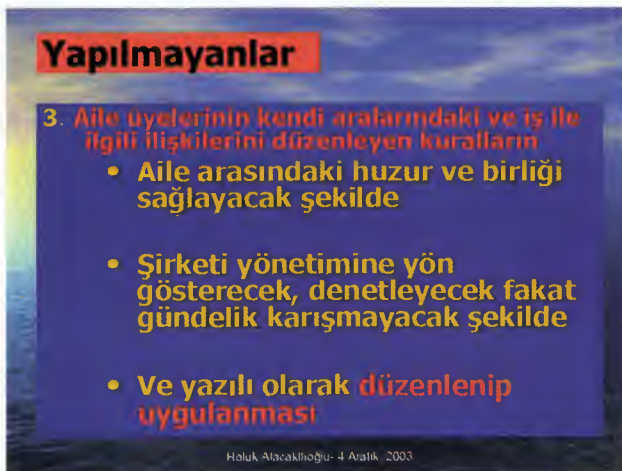 Yapılmayanlar
3. Aile üyelerinin kendi aralarındaki ve iş ile
ilgili ilişkilerini düzenleyen kuralların
• Aile arasındaki huzur ve birliği
sağlayacak şekilde
• Şirketi yönetimine yön
gösterecek, denetleyecek fakat
gündelik karışmayacak şekilde
• Ve yazılı olarak düzenlenip
uygulanması
Haluk Alacaklıoğlu- 4 Aralık 2003